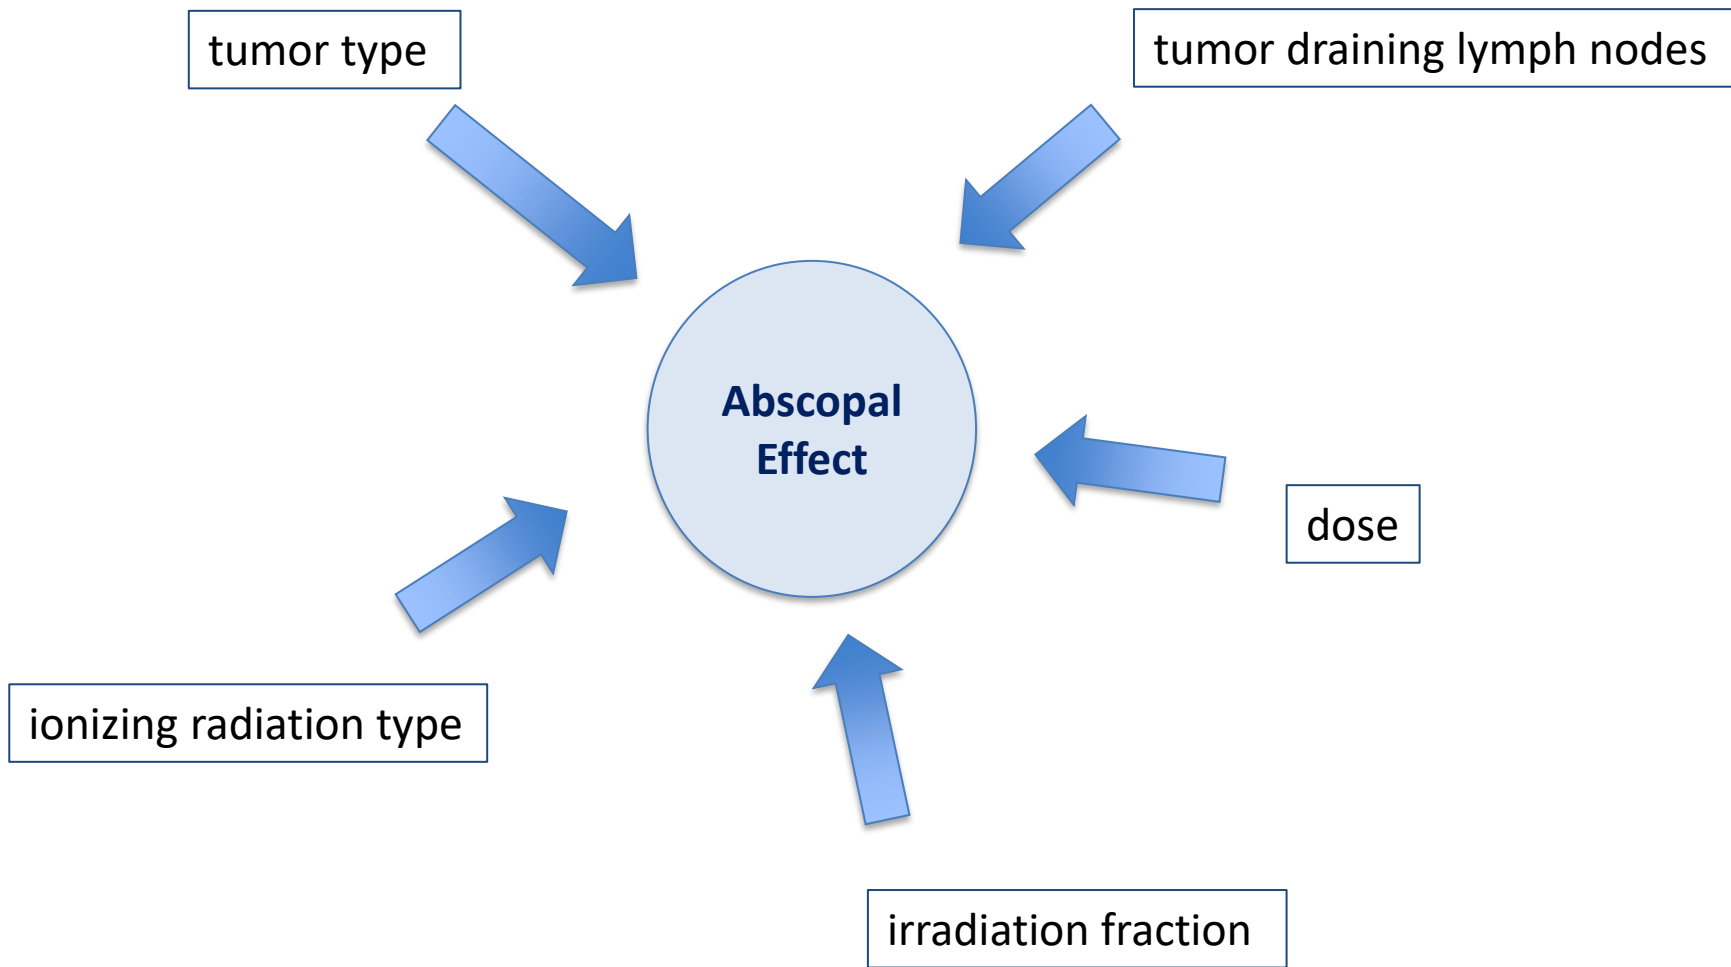 tumor type
tumor draining lymph nodes
Abscopal
Effect
dose
ionizing radiation type
irradiation fraction